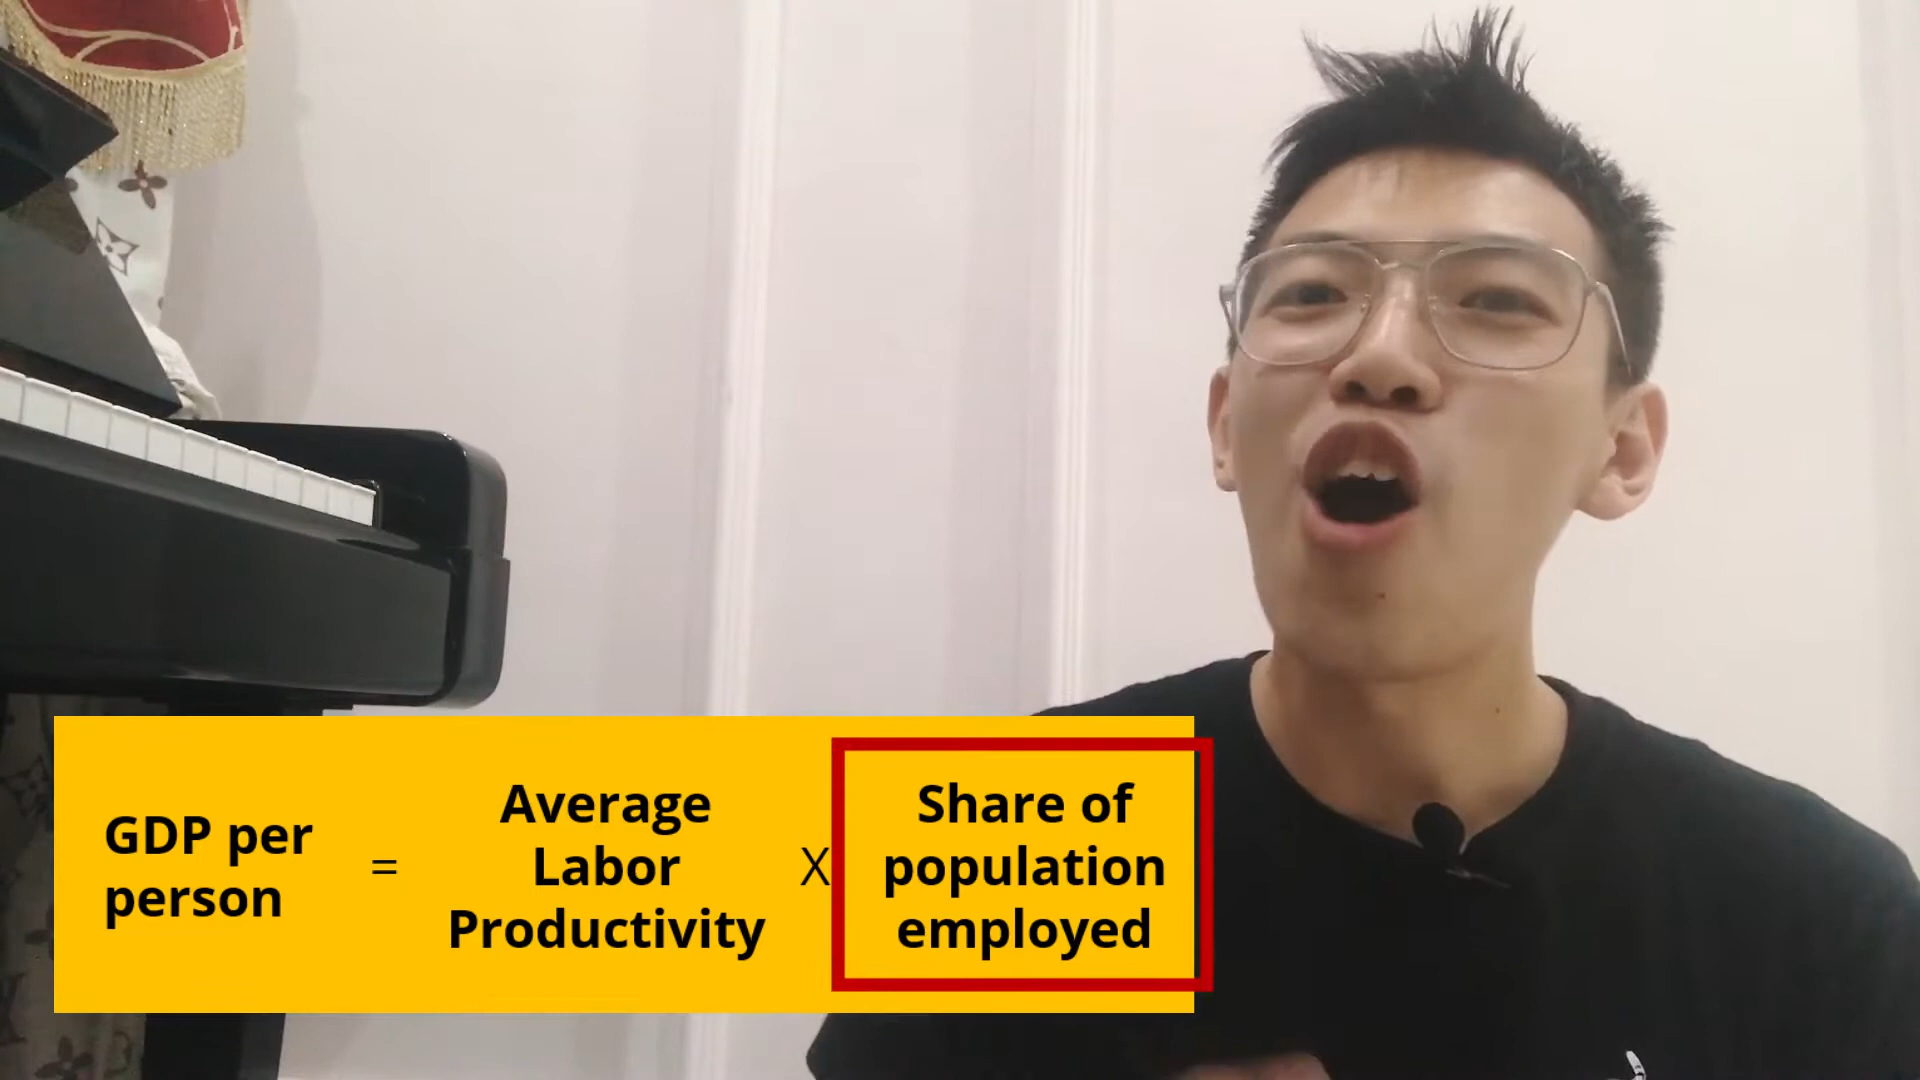 GDP per
person
=
Average
Labor
Productivity
X
Share of
population
employed